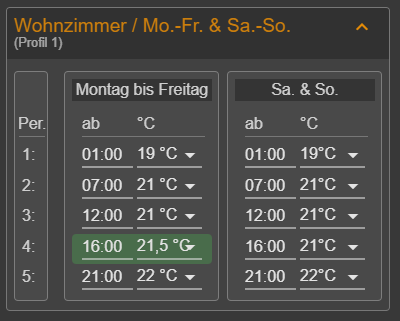 Wohnzimmer / Mo.-Fr. & Sa.-So.
(Profil 1)
Montag bis Freitag Sa. & So.
Per. ab °C ab °C
1: 01:00 19 °C 01:00 19°C
2: 07:00 21 °C 07:00 21°C
3: 12:00 21 °C 12:00 21°C
4: 16:00 21,5 °C 16:00 21°C
5: 21:00 22 °C 21:00 22°C